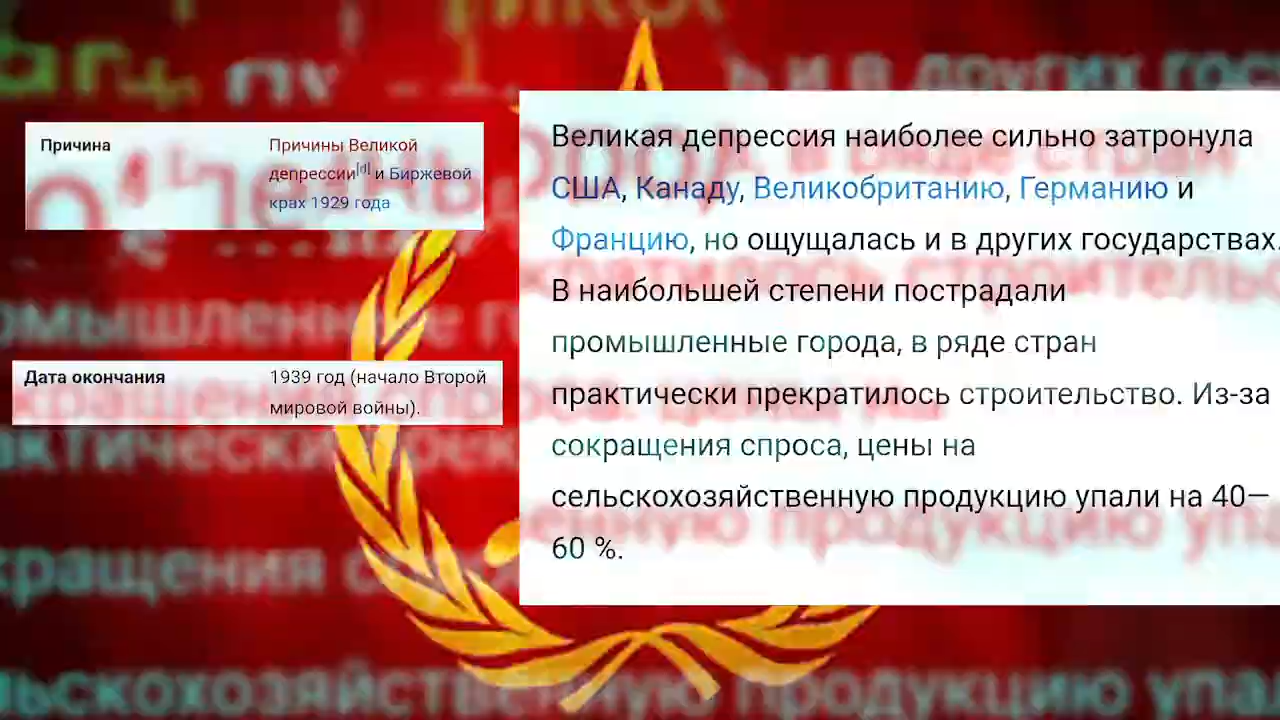 Причина
Причины Великой
депрессии[d] и Биржевой
крах 1929 года
Дата окончания
1939 год (начало Второй
мировой войны).
Великая депрессия наиболее сильно затронула
США, Канаду, Великобританию, Германию и
Францию, но ощущалась и в других государствах.
В наибольшей степени пострадали
промышленные города, в ряде стран
практически прекратилось строительство. Из-за
сокращения спроса, цены на
сельскохозяйственную продукцию упали на 40—
60 %.